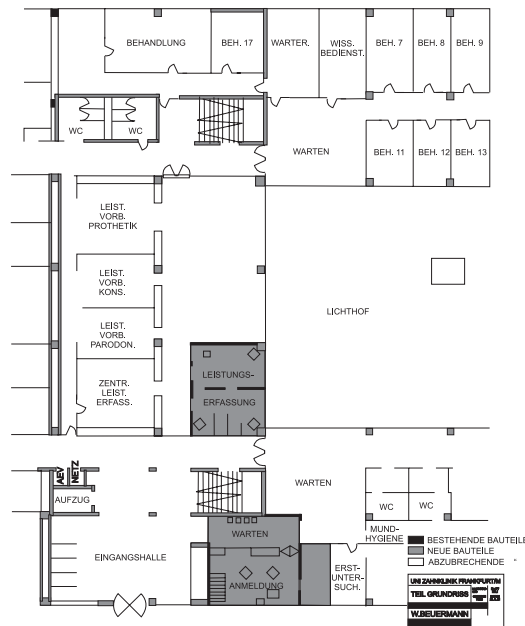 BEHANDLUNG
BEH. 17
WARTER.
WISS.
BEDIENST.
BEH. 7
BEH. 8
BEH. 9
WC
WC
WARTEN
BEH. 11
BEH. 12
BEH. 13
LEIST.
VORB.
PROTHETIK
LEIST.
VORB.
KONS.
LICHTHOF
LEIST.
VORB.
PARODON.
LEISTUNGS-
ERFASSUNG
ZENTR.
LEIST.
ERFASS.
AEV
NETZ
AUFZUG
WARTEN
WC
WC
EINGANGSHALLE
WARTEN
MUND-
HYGIENE
ANMELDUNG
ERST-
UNTER-
SUCH.
BESTEHENDE BAUTEILE
NEUE BAUTEILE
ABZUBRECHENDE
UNI ZAHNKLINIK FRANKFURT/M
TEIL GRUNDRISS
W.BEUERMANN